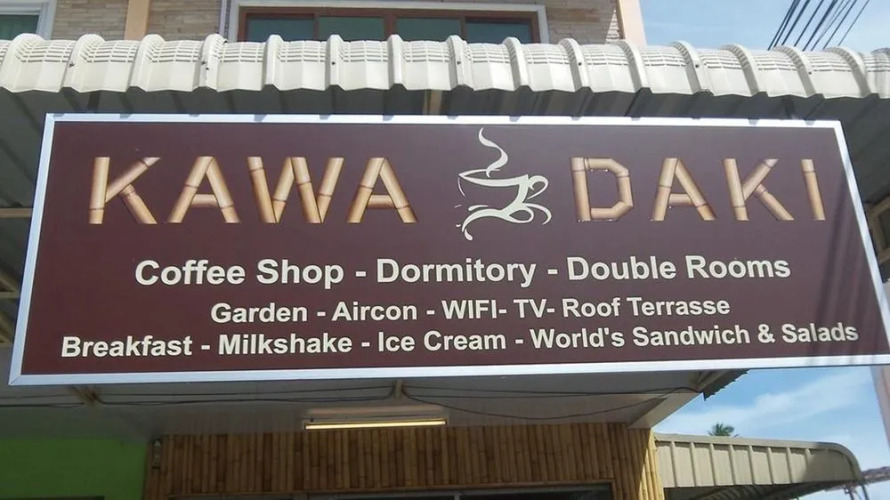 KAWA DAKI
Coffee Shop - Dormitory - Double Rooms
Garden - Aircon - WIFI- TV- Roof Terrasse
Breakfast - Milkshake - Ice Cream - World's Sandwich & Salads